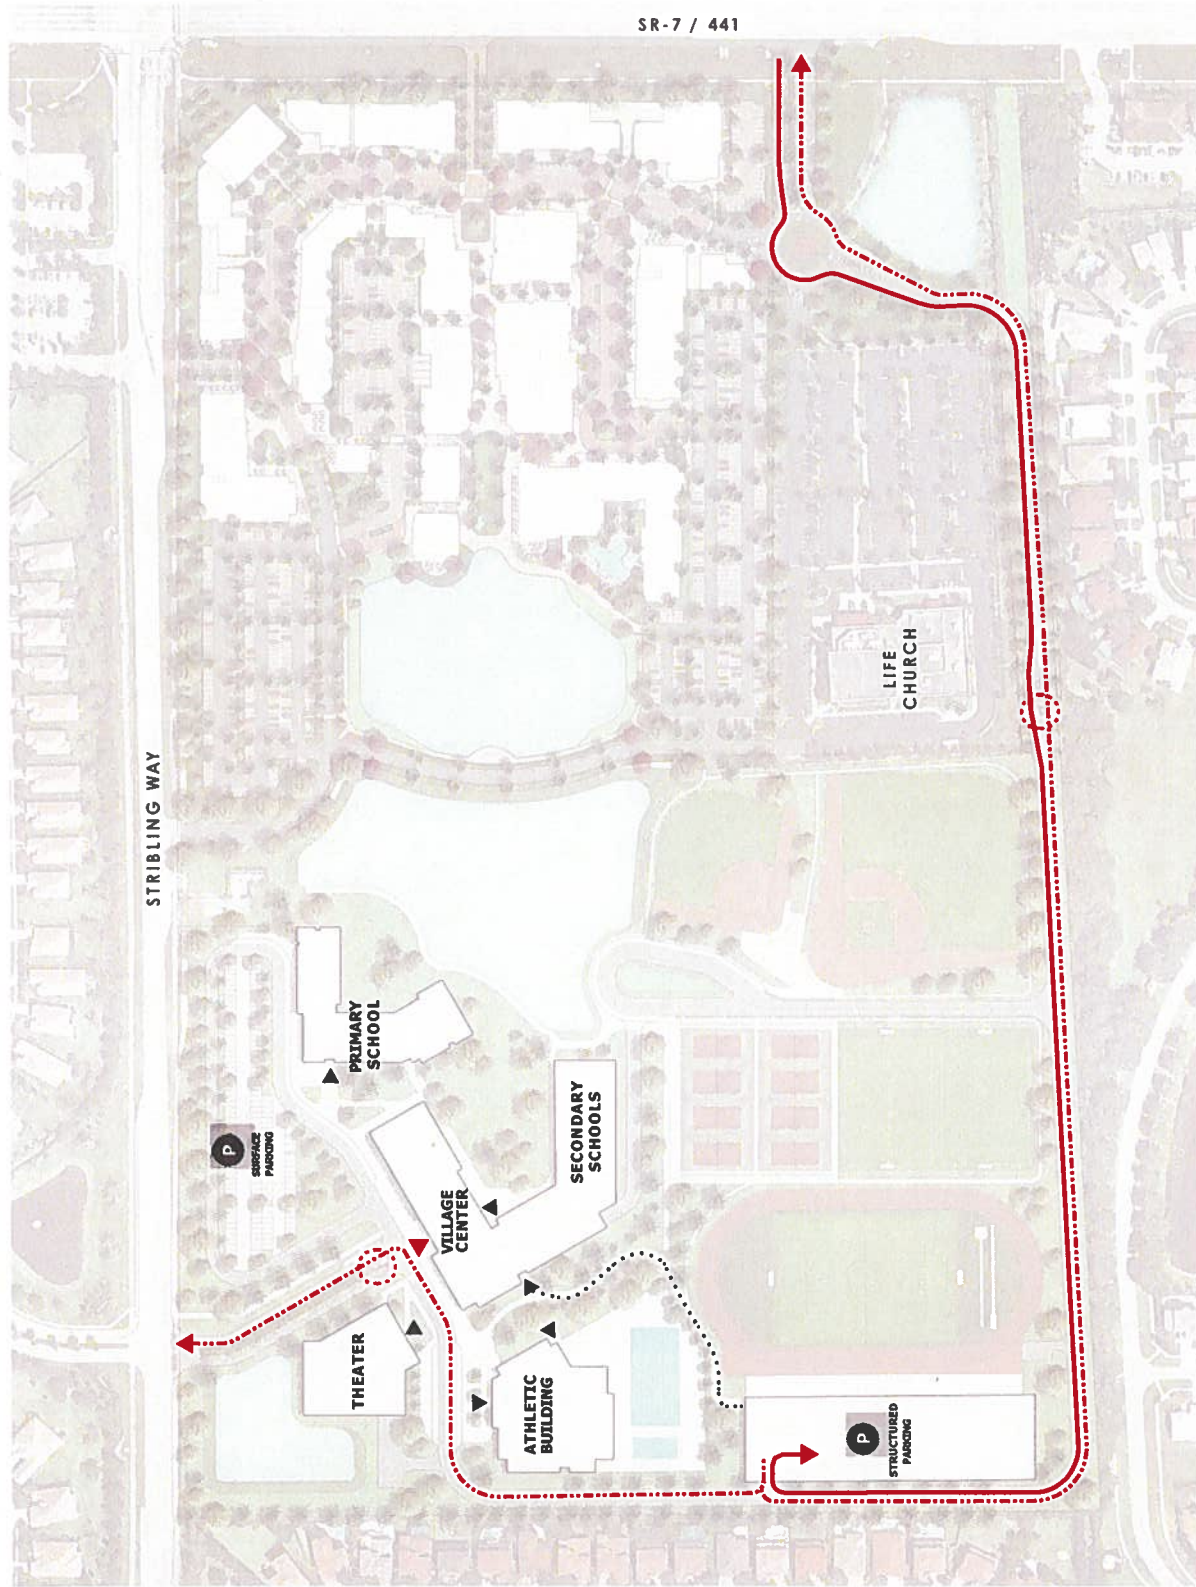 SR-7 / 441
STRIBLING WAY
LIFE
CHURCH
PRIMARY
SCHOOL
P
SURFACE
PARKING
SECONDARY
SCHOOLS
VILLAGE
CENTER
THEATER
ATHLETIC
BUILDING
P
STRUCTURED
PARKING